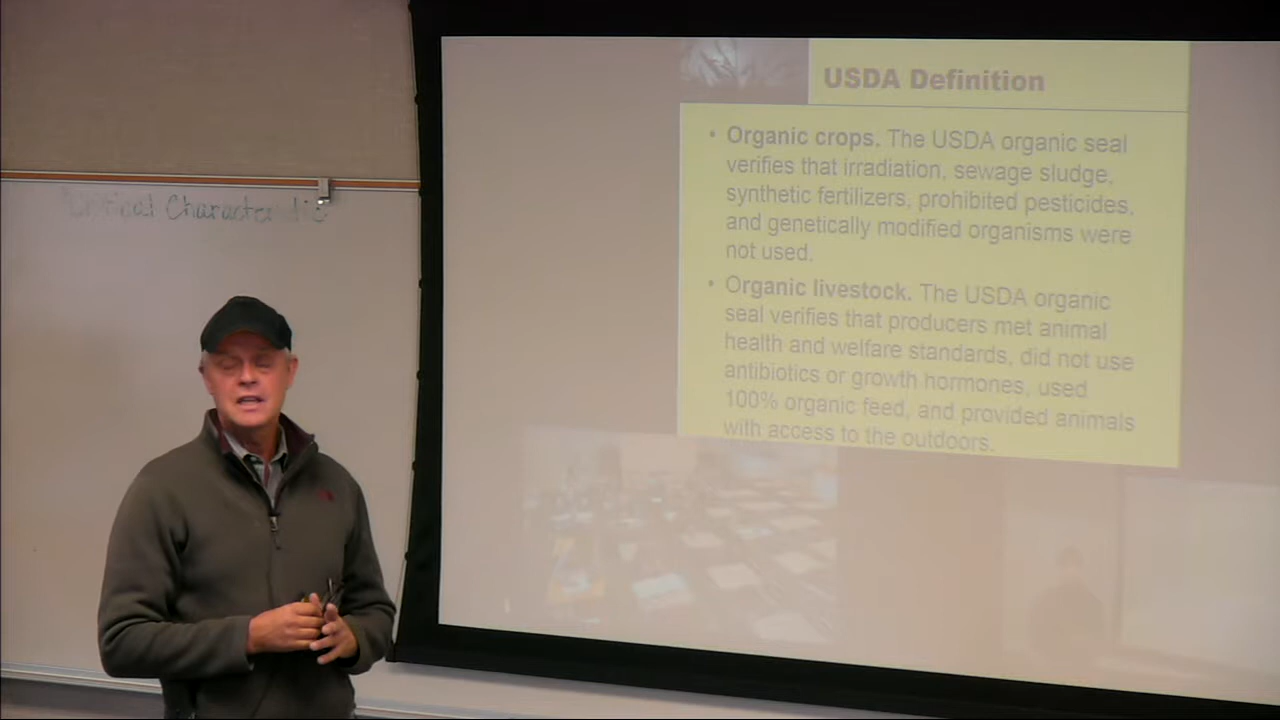 Critical Characteristic
USDA Definition
• Organic crops. The USDA organic seal
verifies that irradiation, sewage sludge,
synthetic fertilizers, prohibited pesticides,
and genetically modified organisms were
not used.
• Organic livestock. The USDA organic
seal verifies that producers met animal
health and welfare standards, did not use
antibiotics or growth hormones, used
100% organic feed, and provided animals
with access to the outdoors.